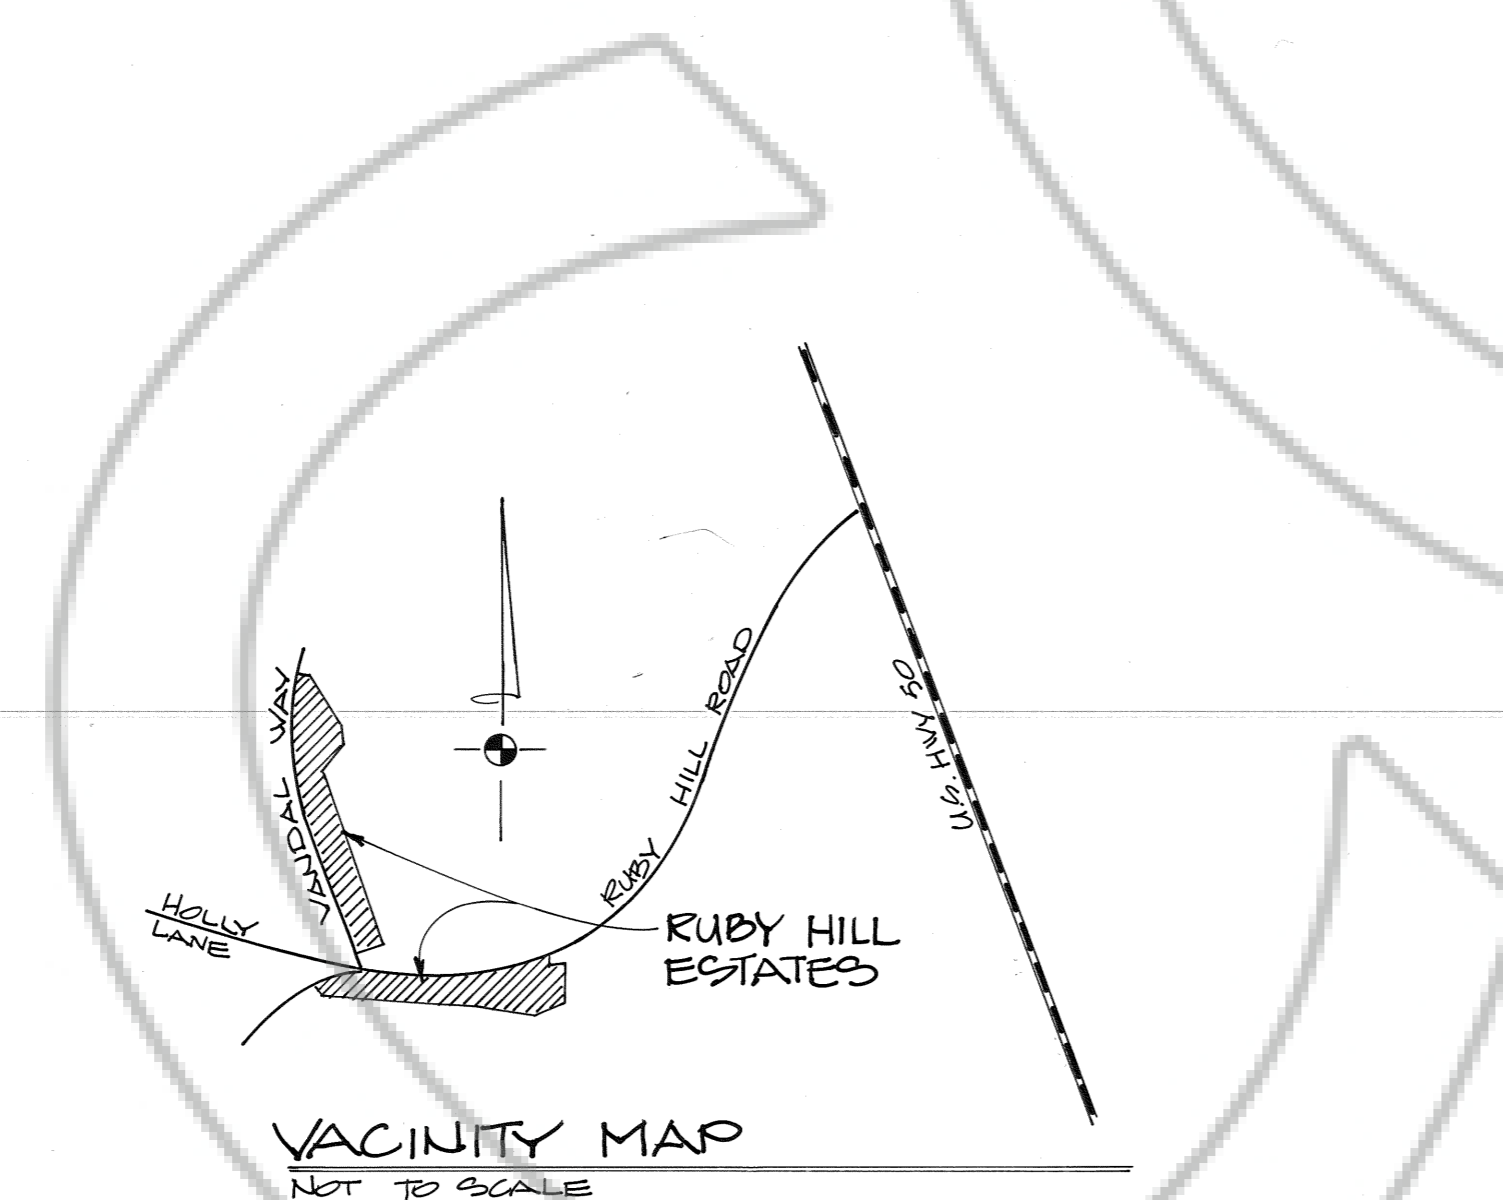 U.S. HWY 50
RUBY HILL ROAD
VANDAL WAY
HOLLY
LANE
RUBY HILL
ESTATES
VACINITY MAP
NOT TO SCALE